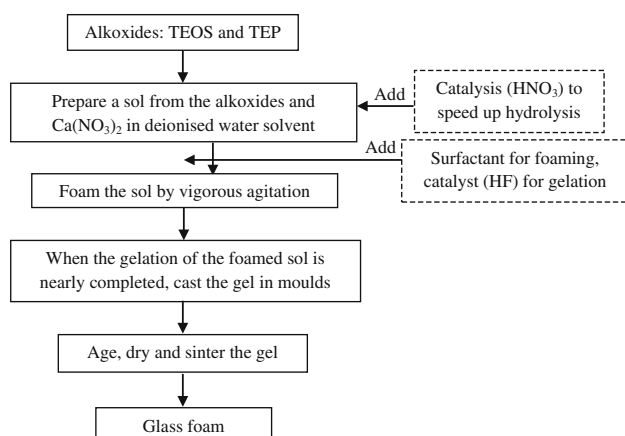 Alkoxides: TEOS and TEP
Prepare a sol from the alkoxides and
Ca(NO₃)₂ in deionised water solvent
Add
Catalysis (HNO₃) to
speed up hydrolysis
Add
Surfactant for foaming,
catalyst (HF) for gelation
Foam the sol by vigorous agitation
When the gelation of the foamed sol is
nearly completed, cast the gel in moulds
Age, dry and sinter the gel
Glass foam